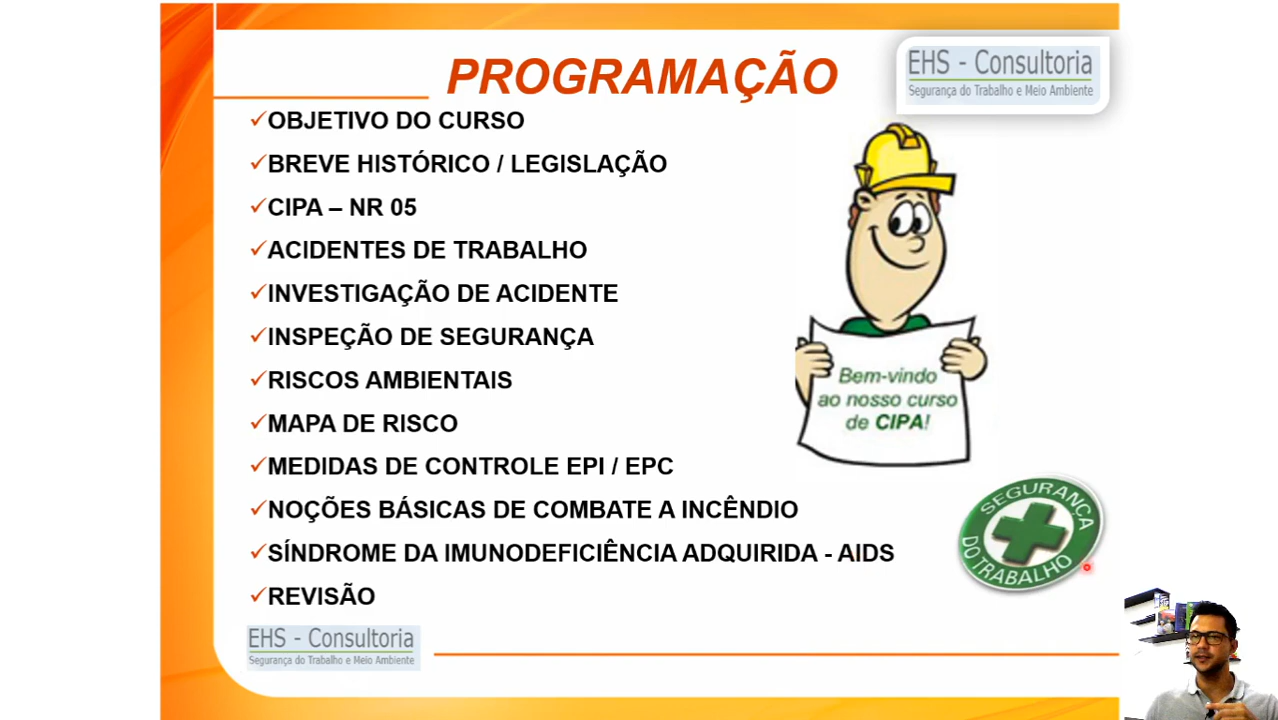 PROGRAMAÇÃO
EHS - Consultoria
Segurança do Trabalho e Meio Ambiente
OBJETIVO DO CURSO
BREVE HISTÓRICO / LEGISLAÇÃO
CIPA – NR 05
ACIDENTES DE TRABALHO
INVESTIGAÇÃO DE ACIDENTE
INSPEÇÃO DE SEGURANÇA
RISCOS AMBIENTAIS
MAPA DE RISCO
MEDIDAS DE CONTROLE EPI / EPC
NOÇÕES BÁSICAS DE COMBATE A INCÊNDIO
SÍNDROME DA IMUNODEFICIÊNCIA ADQUIRIDA - AIDS
REVISÃO
Bem-vindo
ao nosso curso
de CIPA!
SEGURANÇA
DO TRABALHO
EHS - Consultoria
Segurança do Trabalho e Meio Ambiente